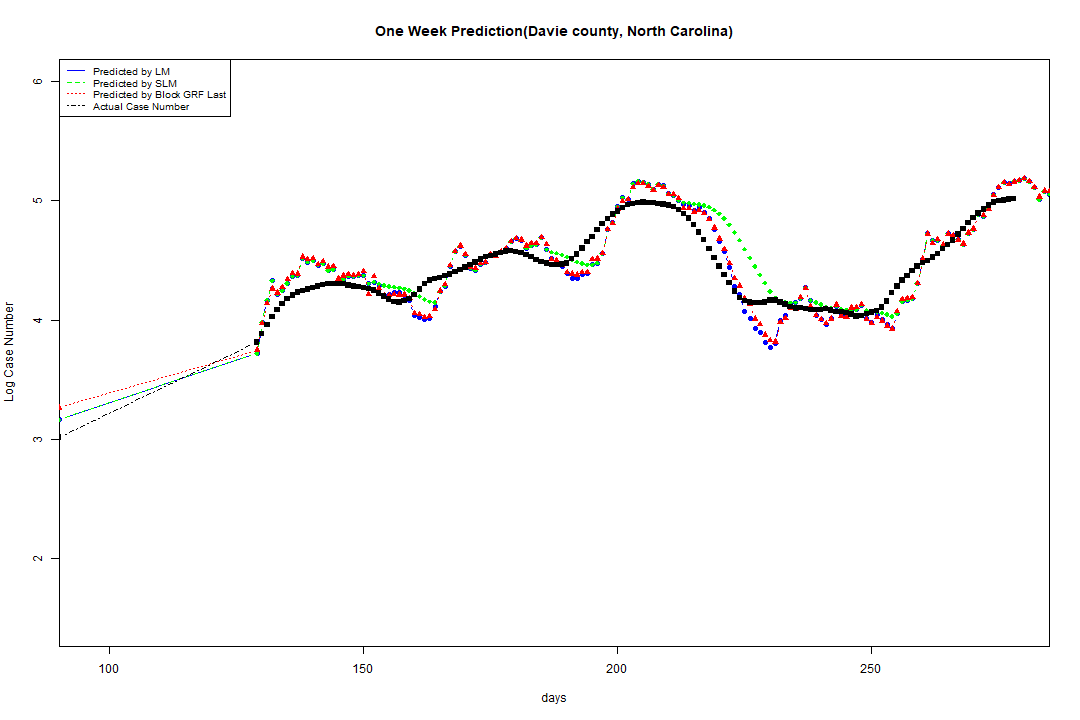 One Week Prediction(Davie county, North Carolina)
Predicted by LM
Predicted by SLM
Predicted by Block GRF Last
Actual Case Number
6
5
4
3
2
Log Case Number
100
150
200
250
days